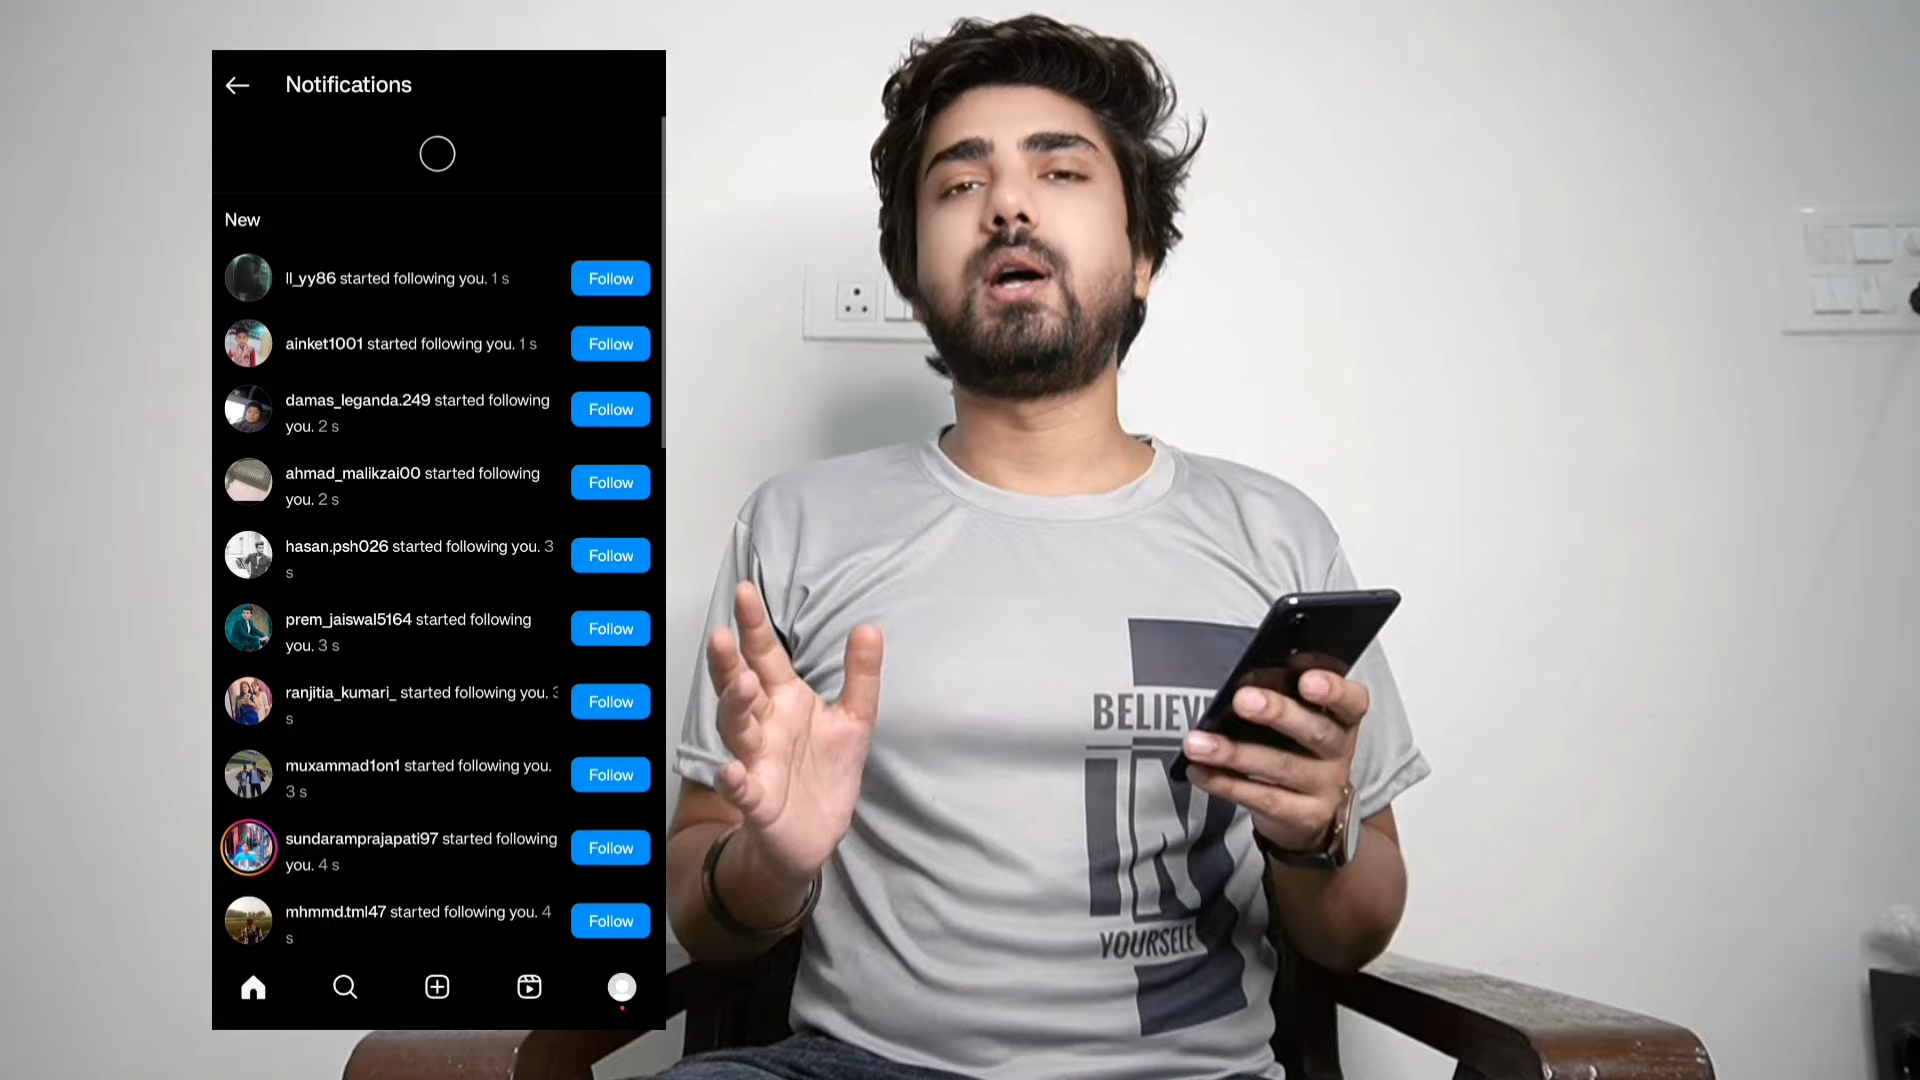 Notifications
New
ll_yy86 started following you. 1 s
Follow
ainket1001 started following you. 1 s
Follow
damas_leganda.249 started following
you. 2 s
Follow
ahmad_malikzai00 started following
you. 2 s
Follow
hasan.psh026 started following you. 3
s
Follow
prem_jaiswal5164 started following
you. 3 s
Follow
ranjitia_kumari_ started following you. 3
s
Follow
muxammad1on1 started following you.
3 s
Follow
sundaramprajapati97 started following
you. 4 s
Follow
mhmmd.tml47 started following you. 4
s
Follow
BELIEV
IN
YOURSELF